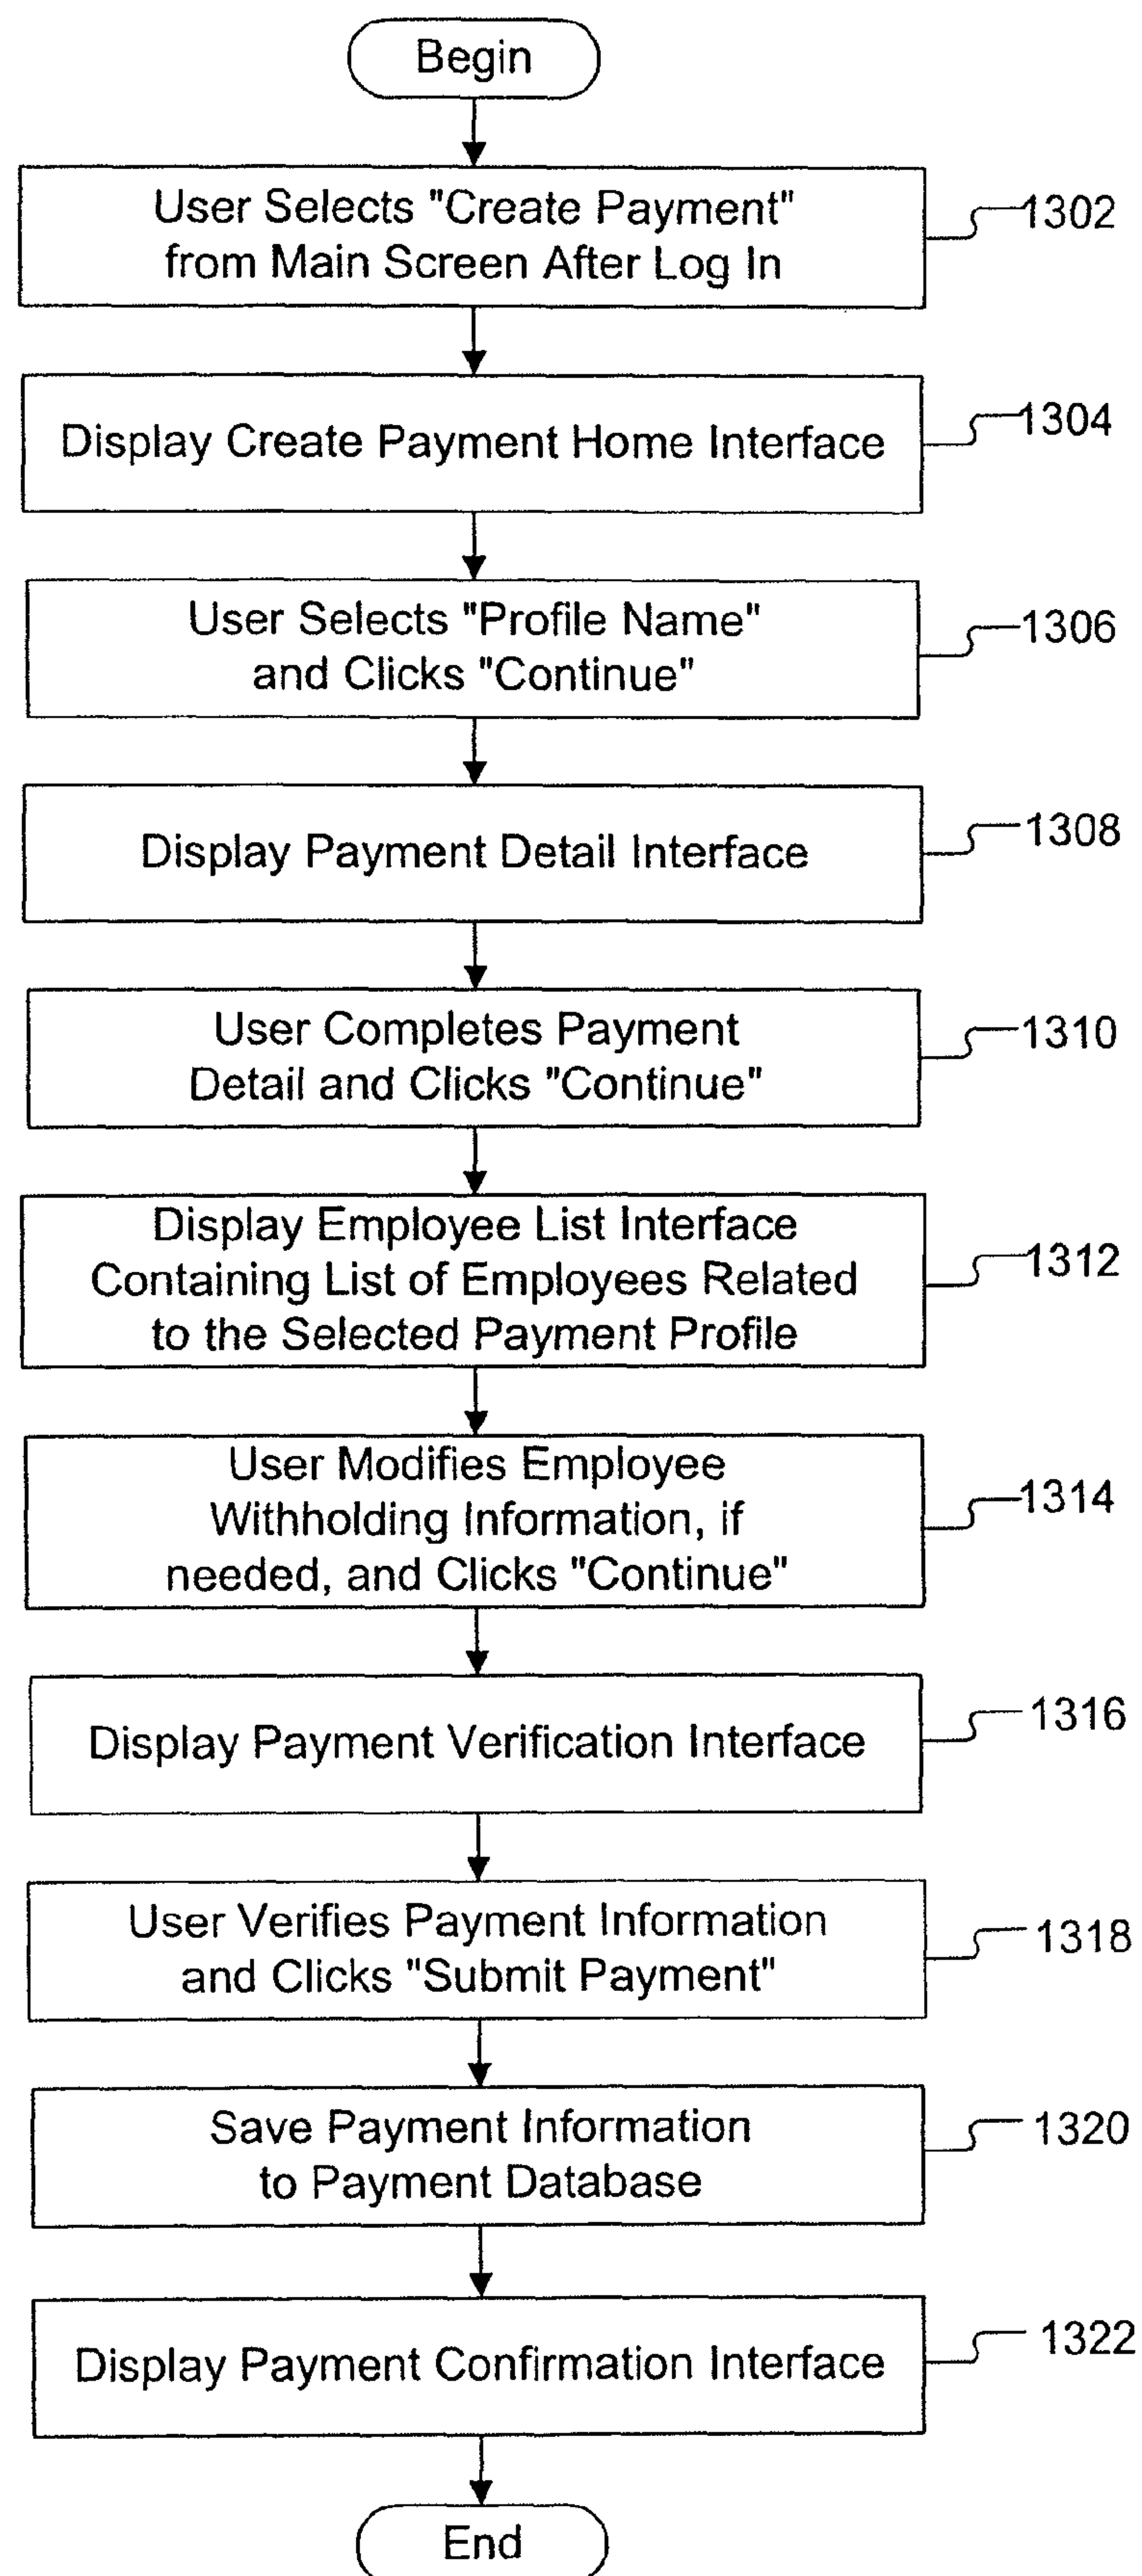 Begin
User Selects "Create Payment"
from Main Screen After Log In
1302
Display Create Payment Home Interface
1304
User Selects "Profile Name"
and Clicks "Continue"
1306
Display Payment Detail Interface
1308
User Completes Payment
Detail and Clicks "Continue"
1310
Display Employee List Interface
Containing List of Employees Related
to the Selected Payment Profile
1312
User Modifies Employee
Withholding Information, if
needed, and Clicks "Continue"
1314
Display Payment Verification Interface
1316
User Verifies Payment Information
and Clicks "Submit Payment"
1318
Save Payment Information
to Payment Database
1320
Display Payment Confirmation Interface
1322
End